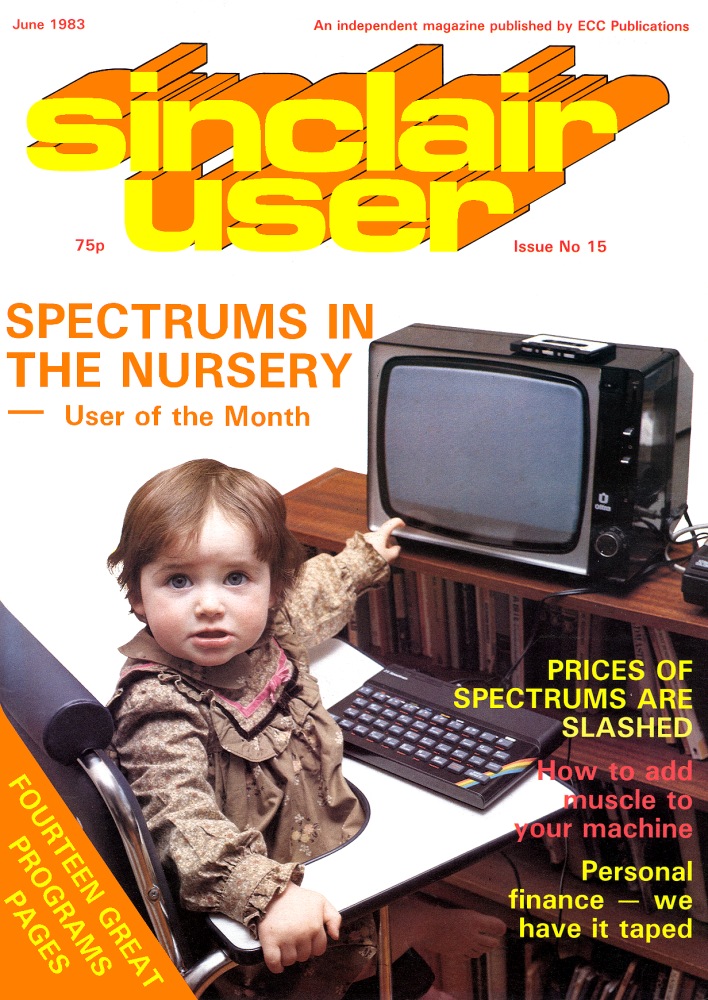 June 1983
An independent magazine published by ECC Publications
sinclair
user
75p
Issue No 15
SPECTRUMS IN
THE NURSERY
— User of the Month
PRICES OF
SPECTRUMS ARE
SLASHED
How to add
muscle to
your machine
Personal
finance — we
have it taped
FOURTEEN GREAT
PROGRAMS
PAGES